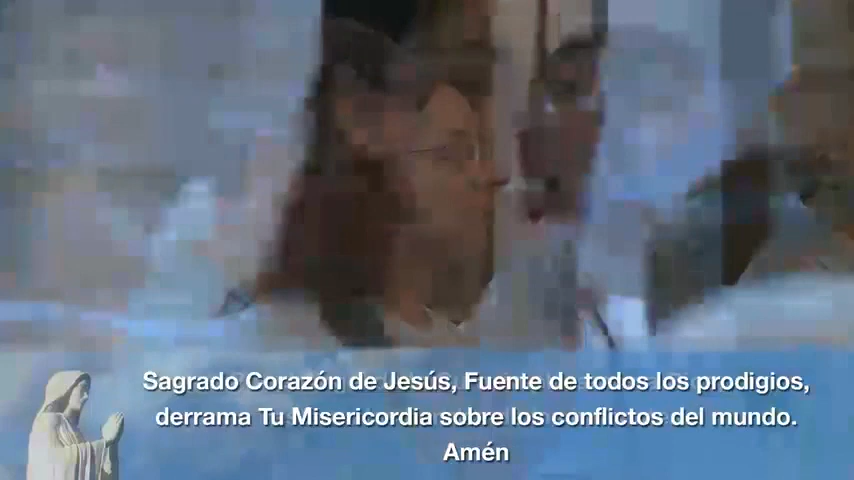 Sagrado Corazón de Jesús, Fuente de todos los prodigios,
derrama Tu Misericordia sobre los conflictos del mundo.
Amén